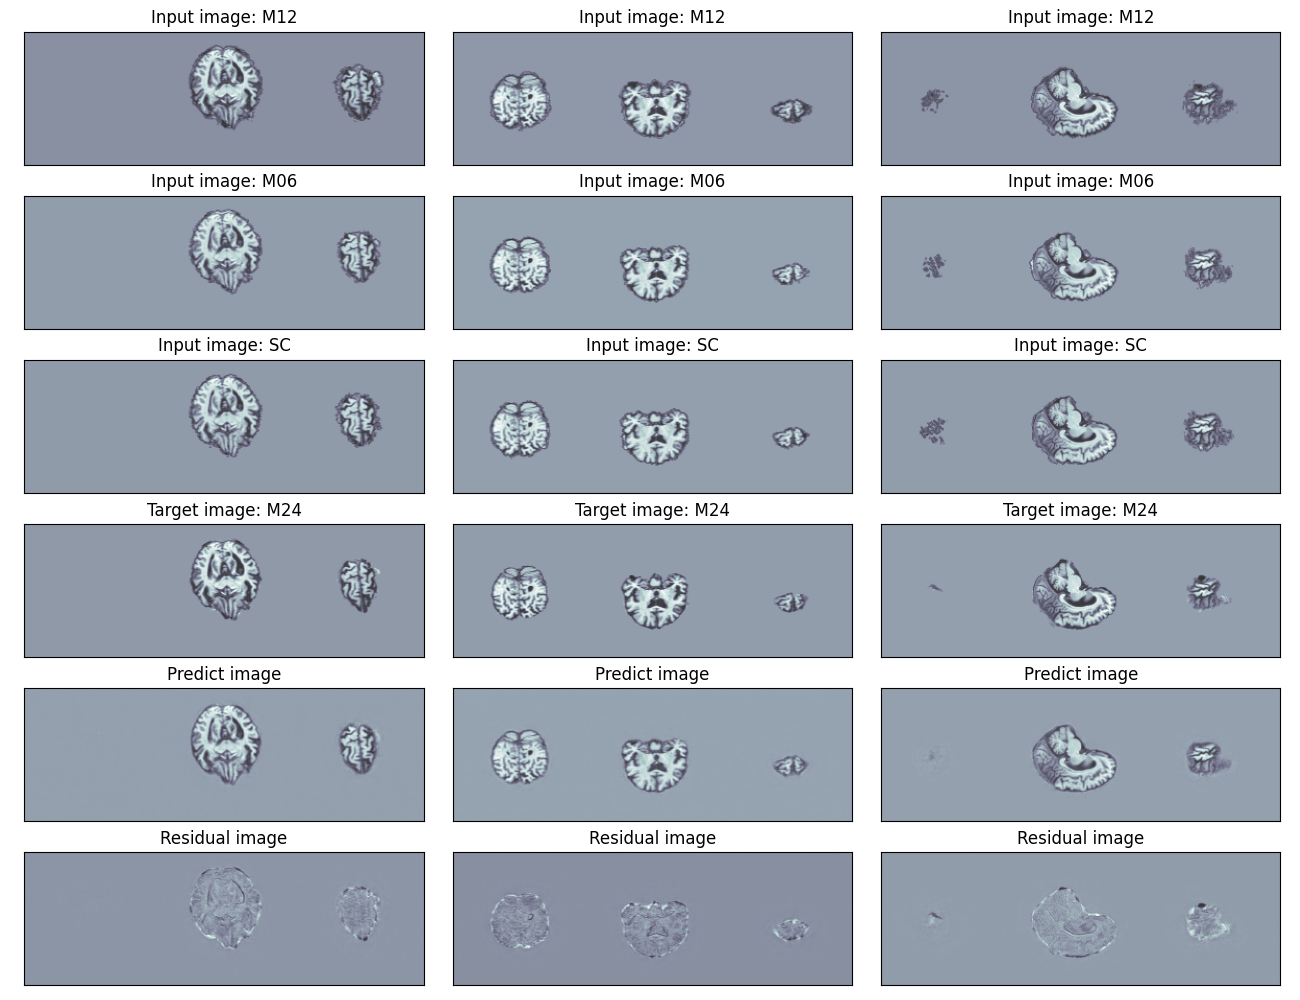 Input image: M12 Input image: M12 Input image: M12
Input image: M06 Input image: M06 Input image: M06
Input image: SC Input image: SC Input image: SC
Target image: M24 Target image: M24 Target image: M24
Predict image Predict image Predict image
Residual image Residual image Residual image